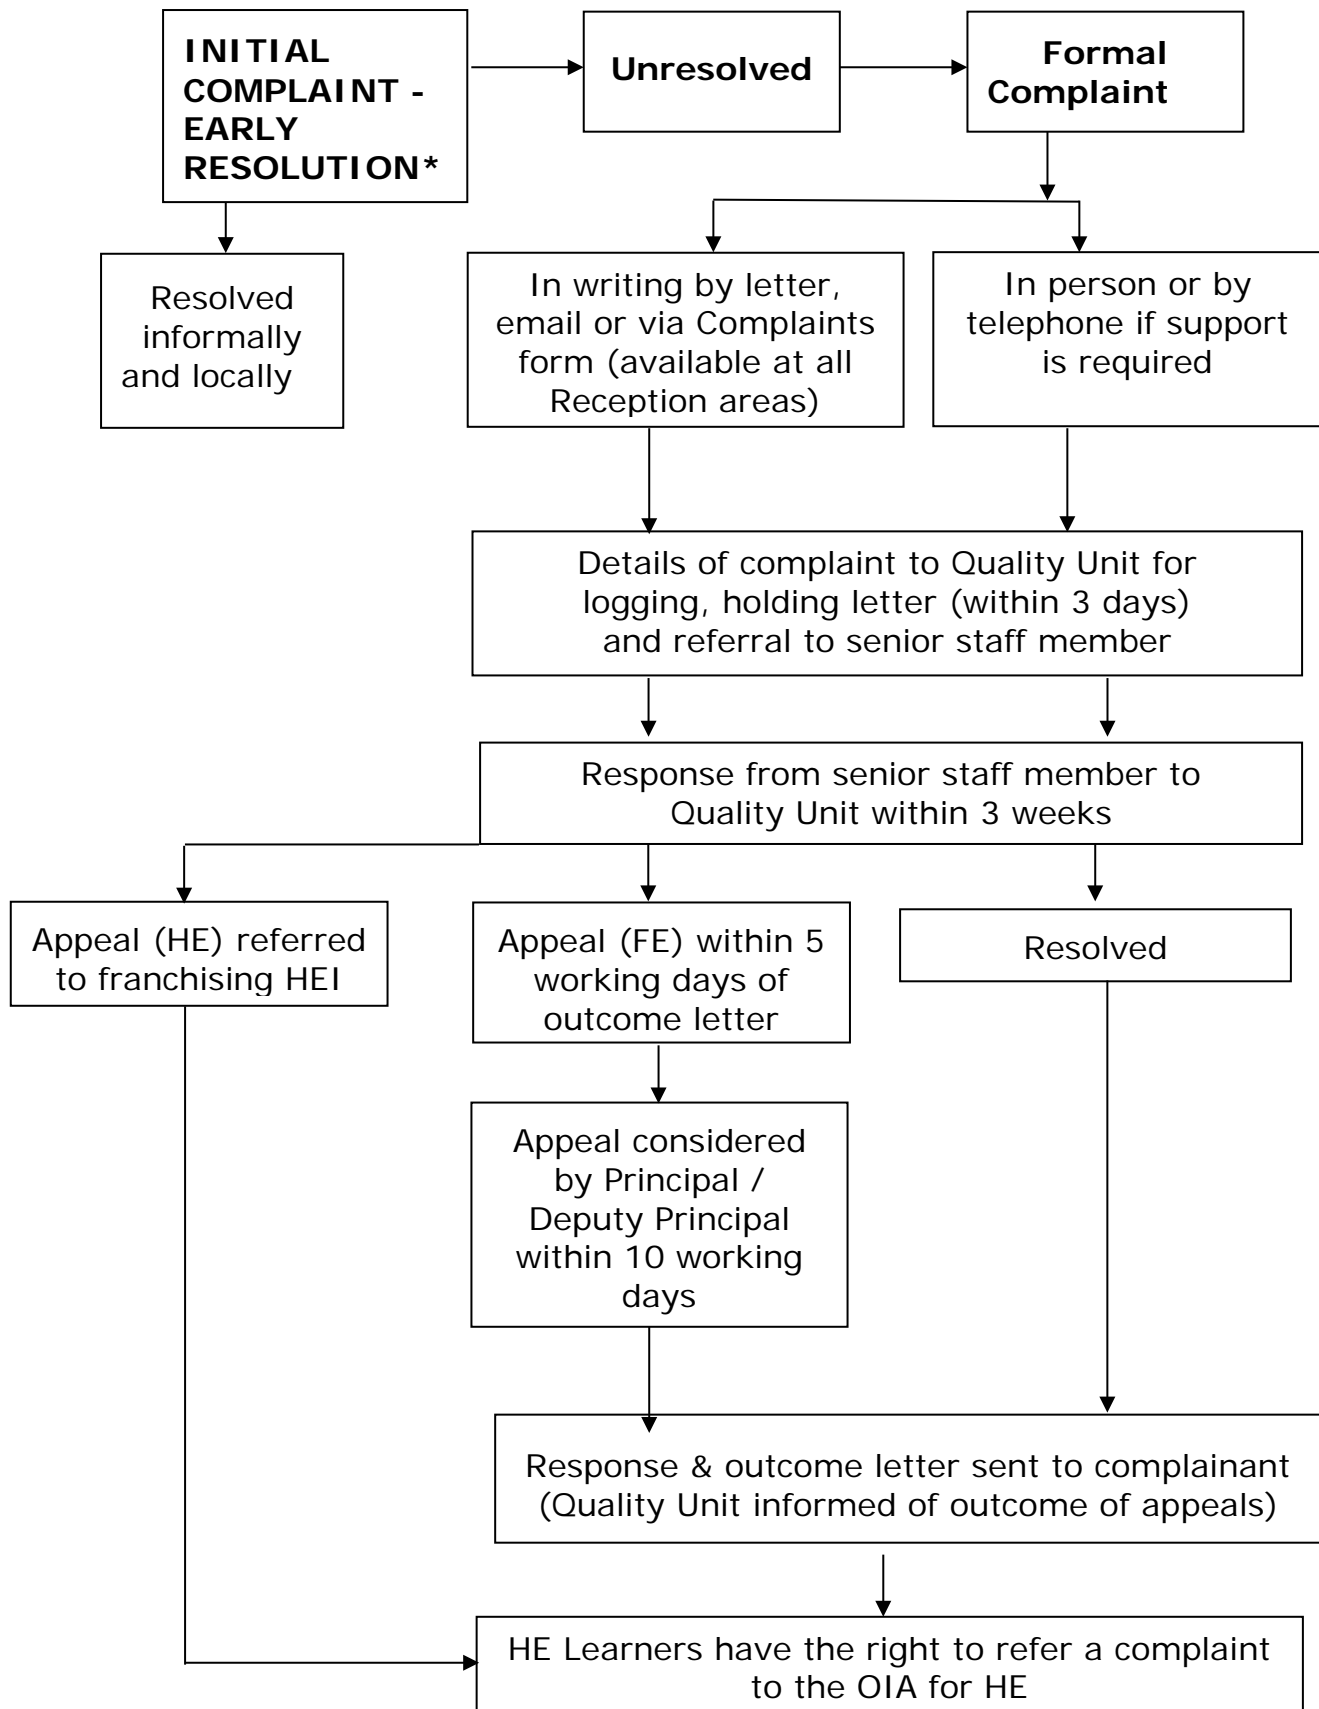 INITIAL
COMPLAINT -
EARLY
RESOLUTION*
Unresolved
Formal
Complaint
Resolved
informally
and locally
In writing by letter,
email or via Complaints
form (available at all
Reception areas)
In person or by
telephone if support
is required
Details of complaint to Quality Unit for
logging, holding letter (within 3 days)
and referral to senior staff member
Response from senior staff member to
Quality Unit within 3 weeks
Appeal (HE) referred
to franchising HEI
Appeal (FE) within 5
working days of
outcome letter
Resolved
Appeal considered
by Principal /
Deputy Principal
within 10 working
days
Response & outcome letter sent to complainant
(Quality Unit informed of outcome of appeals)
HE Learners have the right to refer a complaint
to the OIA for HE